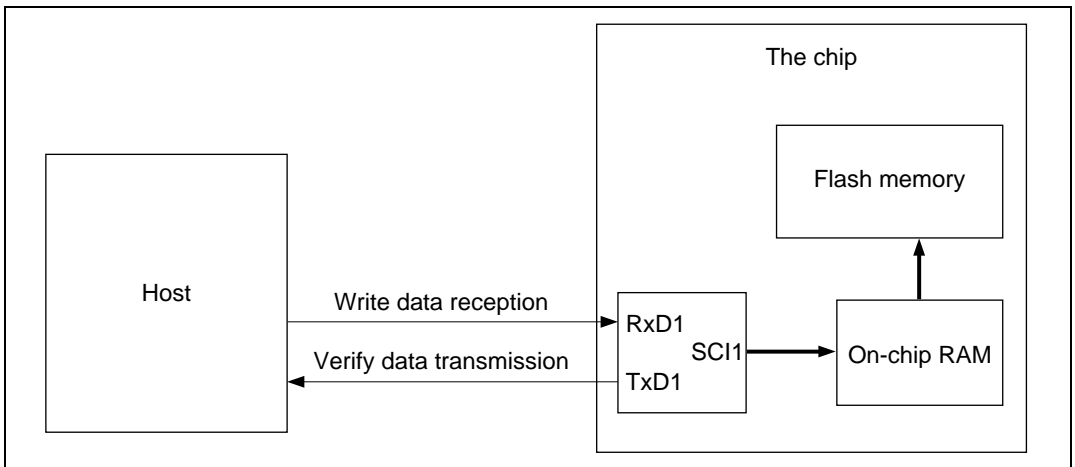 The chip
Flash memory
Host
Write data reception
RxD1
SCI1
On-chip RAM
Verify data transmission
TxD1